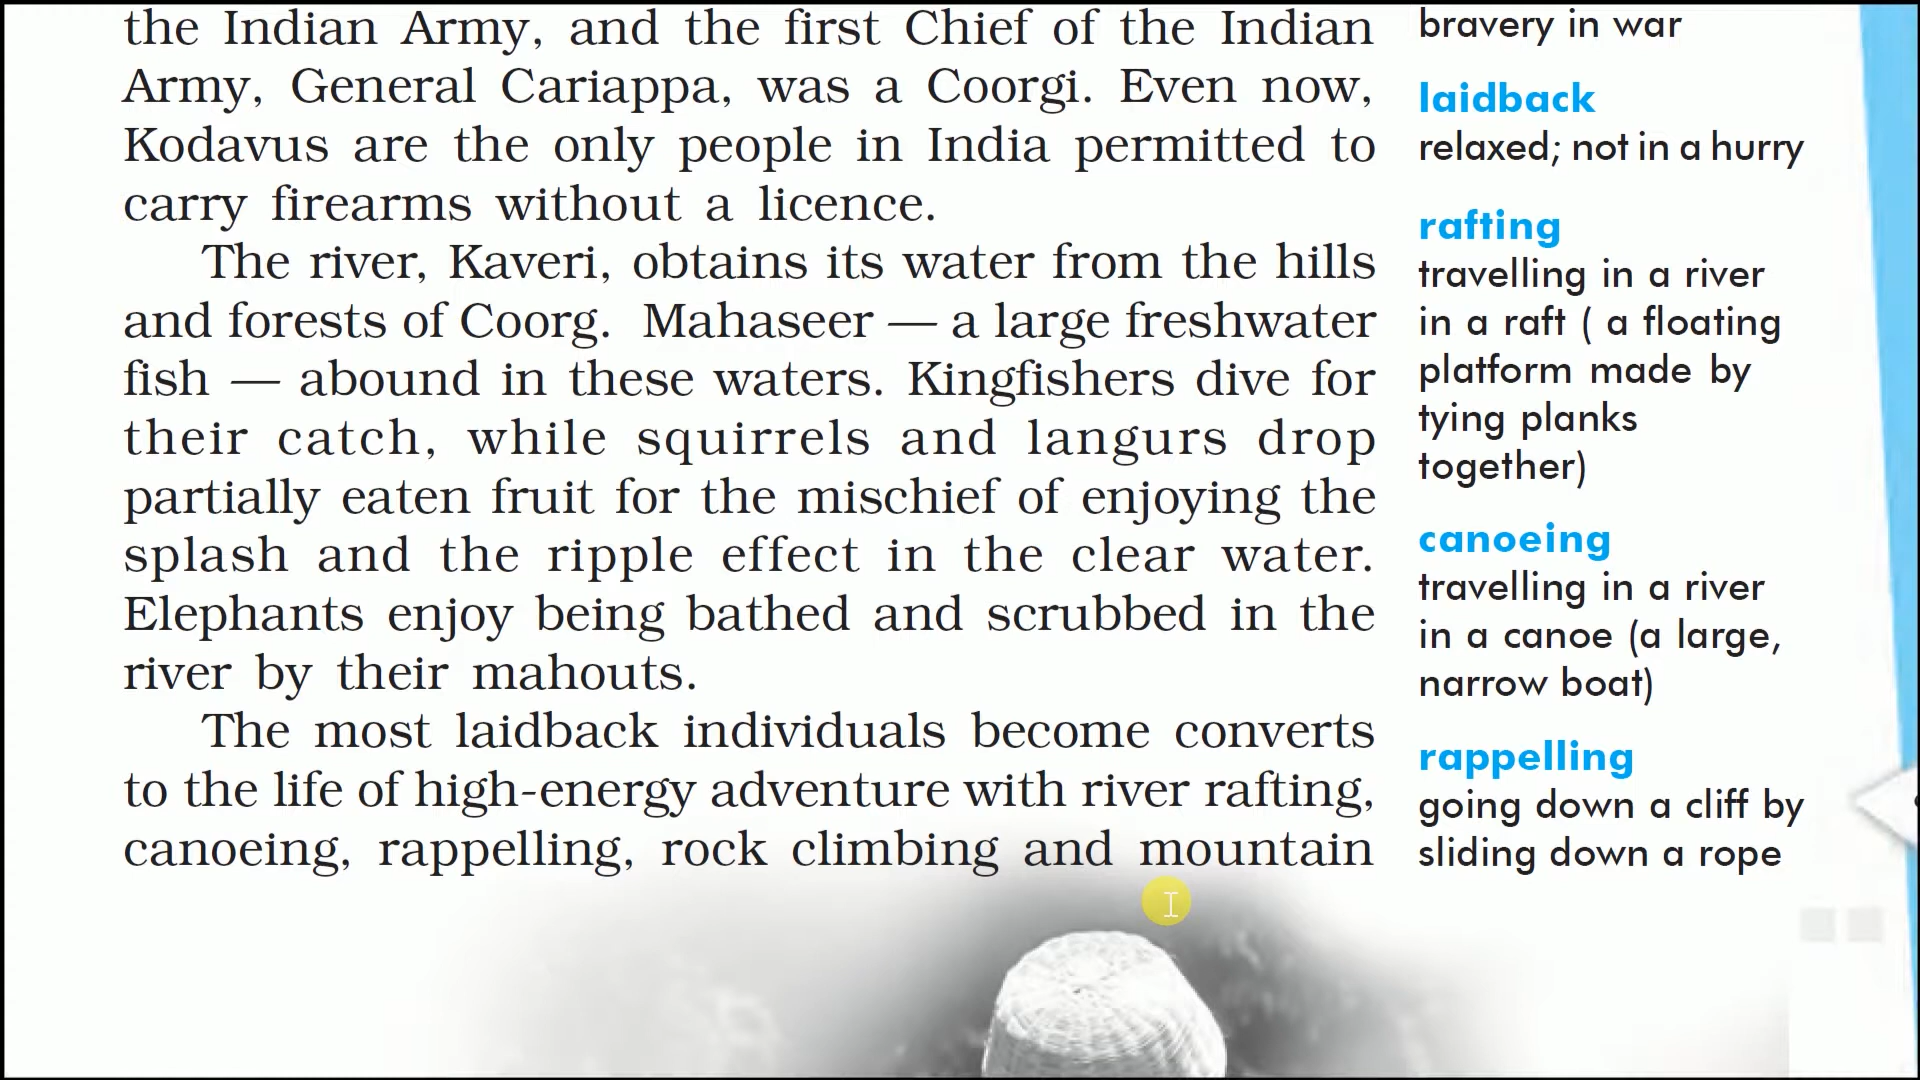 the Indian Army, and the first Chief of the Indian
Army, General Cariappa, was a Coorgi. Even now,
Kodavus are the only people in India permitted to
carry firearms without a licence.
The river, Kaveri, obtains its water from the hills
and forests of Coorg. Mahaseer — a large freshwater
fish — abound in these waters. Kingfishers dive for
their catch, while squirrels and langurs drop
partially eaten fruit for the mischief of enjoying the
splash and the ripple effect in the clear water.
Elephants enjoy being bathed and scrubbed in the
river by their mahouts.
The most laidback individuals become converts
to the life of high-energy adventure with river rafting,
canoeing, rappelling, rock climbing and mountain
bravery in war
laidback
relaxed; not in a hurry
rafting
travelling in a river
in a raft ( a floating
platform made by
tying planks
together)
canoeing
travelling in a river
in a canoe (a large,
narrow boat)
rappelling
going down a cliff by
sliding down a rope